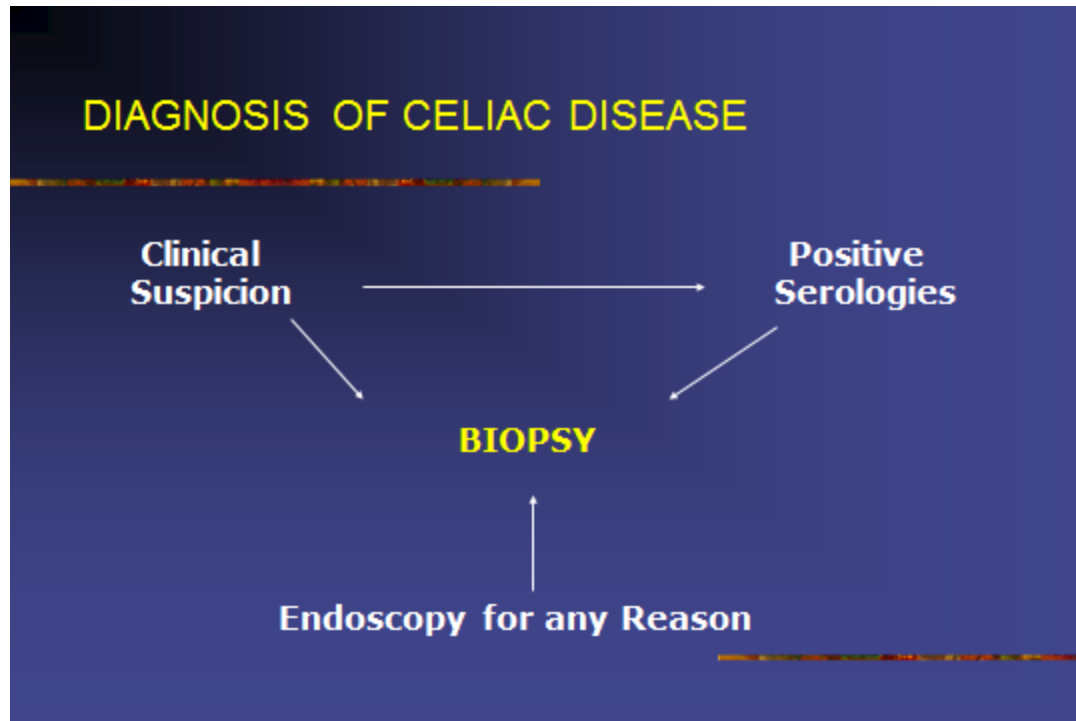 DIAGNOSIS OF CELIAC DISEASE
Clinical
Suspicion
Positive
Serologies
BIOPSY
Endoscopy for any Reason